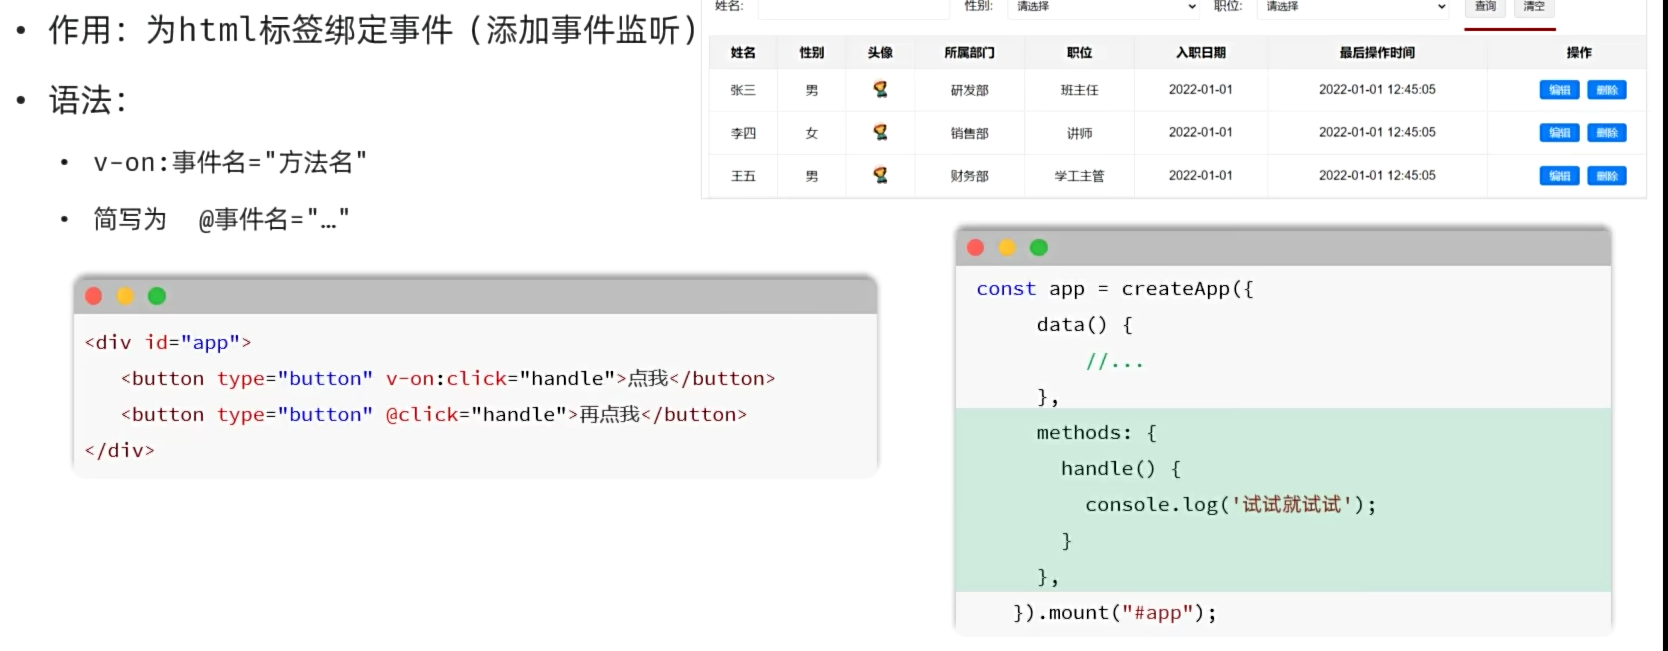 • 作用：为html标签绑定事件（添加事件监听）
• 语法：
• v-on:事件名="方法名"
• 简写为 @事件名="…"
姓名: 性别: 请选择 职位: 请选择 查询 清空
姓名 性别 头像 所属部门 职位 入职日期 最后操作时间 操作
张三 男 研发部 班主任 2022-01-01 2022-01-01 12:45:05 编辑 删除
李四 女 销售部 讲师 2022-01-01 2022-01-01 12:45:05 编辑 删除
王五 男 财务部 学工主管 2022-01-01 2022-01-01 12:45:05 编辑 删除
<div id="app">
<button type="button" v-on:click="handle">点我</button>
<button type="button" @click="handle">再点我</button>
</div>
const app = createApp({
data() {
//...
},
methods: {
handle() {
console.log('试试就试试');
}
},
}).mount("#app");